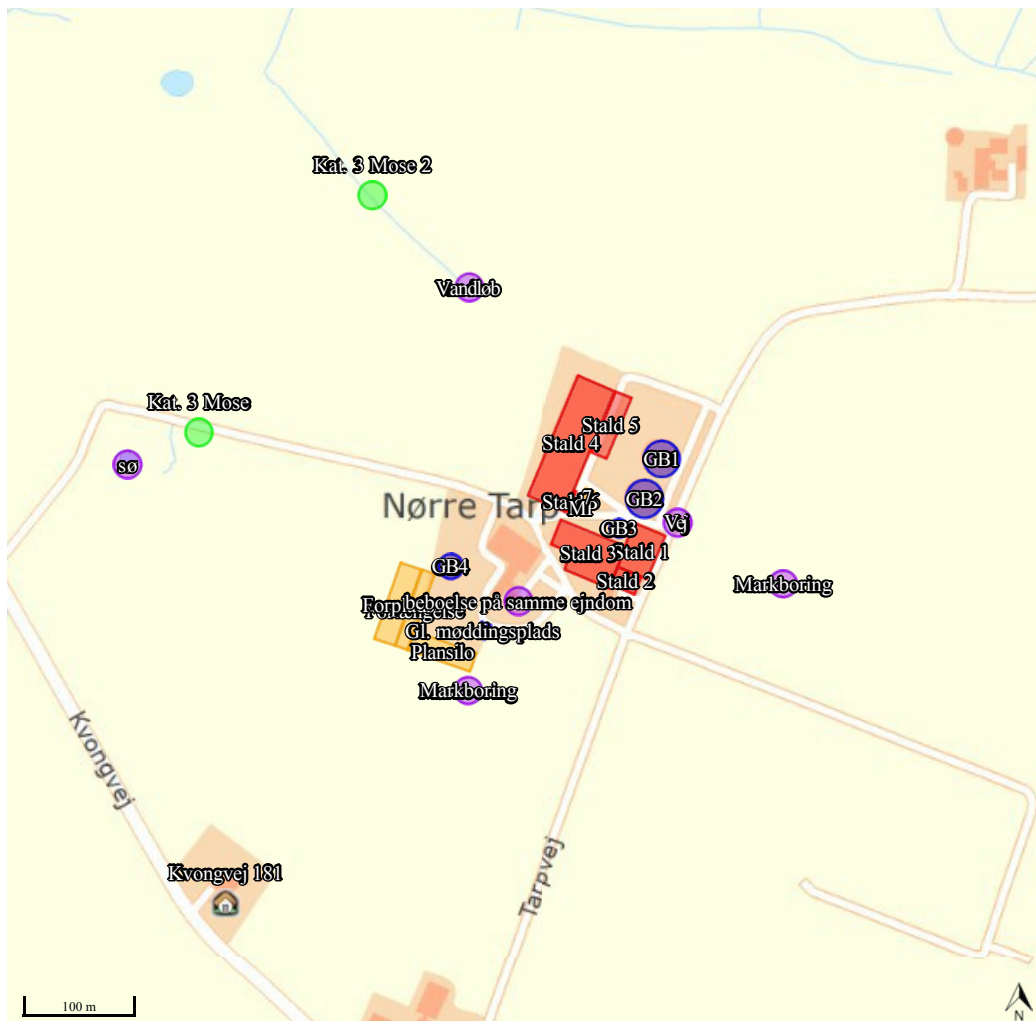 Kat. 3 Mose 2
Vandløb
Kat. 3 Mose
Stald 5
Stald 4
sø
GB1
GB2
Nørre Tarp
Mr
Vej
GB3
Stald 3
Stald 1
GB4
Stald 2
Markboring
beboelse på samme ejndom
Gl. møddingsplads
Plansilo
Markboring
Kvongvej
Kvongvej 181
Tarpvej
100 m
N